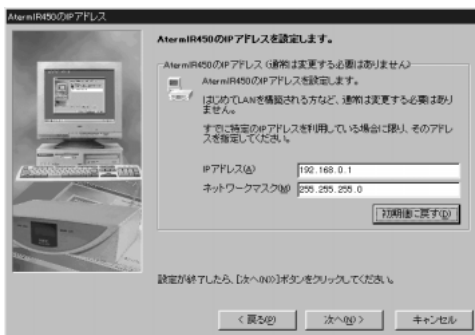 AtermIR450のIPアドレス
AtermIR450のIPアドレスを設定します。
AtermIR450のIPアドレス（通常は変更する必要はありません）
AtermIR450のIPアドレスを設定します。
はじめてLANを構築される方など、通常は変更する必要はあり
ません。
すでに特定のIPアドレスを利用している場合に限り、そのアドレ
スを指定してください。
IPアドレス(A)
192.168.0.1
ネットワークマスク(M)
255.255.255.0
初期値に戻す(D)
設定が終了したら、[次へ(N)>]ボタンをクリックしてください。
< 戻る(P)
次へ(N) >
キャンセル